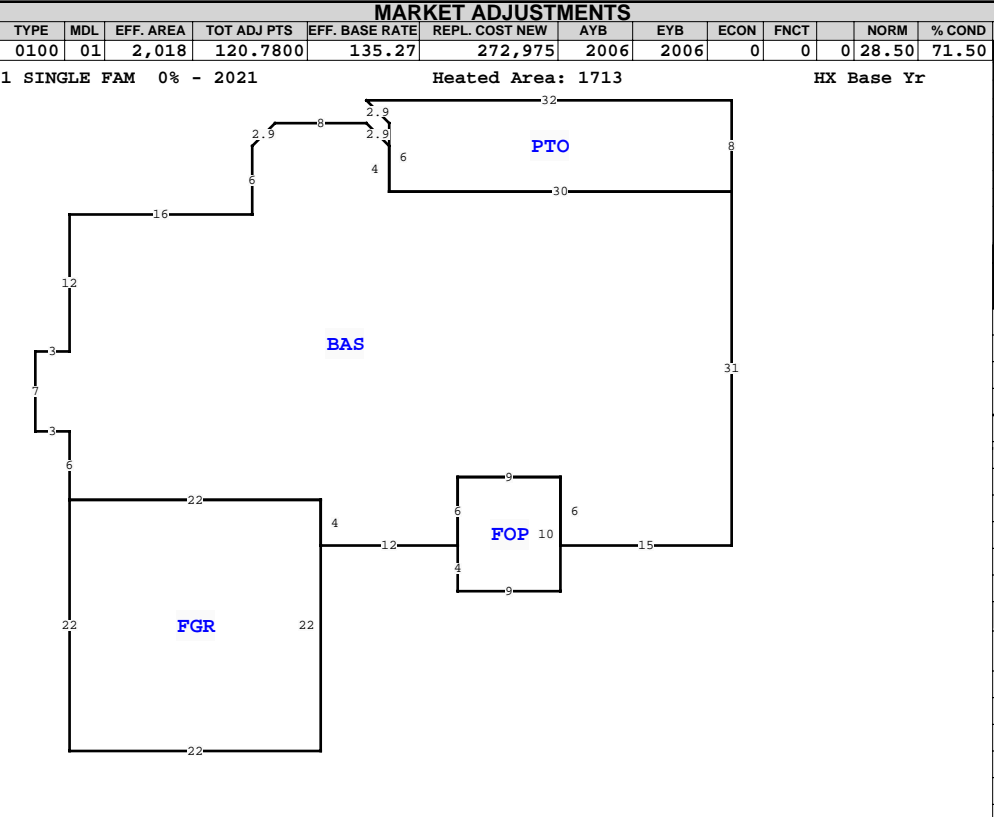 MARKET ADJUSTMENTS
TYPE MDL EFF. AREA TOT ADJ PTS EFF. BASE RATE REPL. COST NEW AYB EYB ECON FNCT NORM % COND
0100 01 2,018 120.7800 135.27 272,975 2006 2006 0 0 0 28.50 71.50
1 SINGLE FAM 0% - 2021 Heated Area: 1713 HX Base Yr
32
2.9
8
2.9 2.9
PTO 8
6
4
6
30
16
12
BAS
3
31
7
3
6
9
22
6 6
4
FOP 10
12 15
4
9
22 FGR 22
22